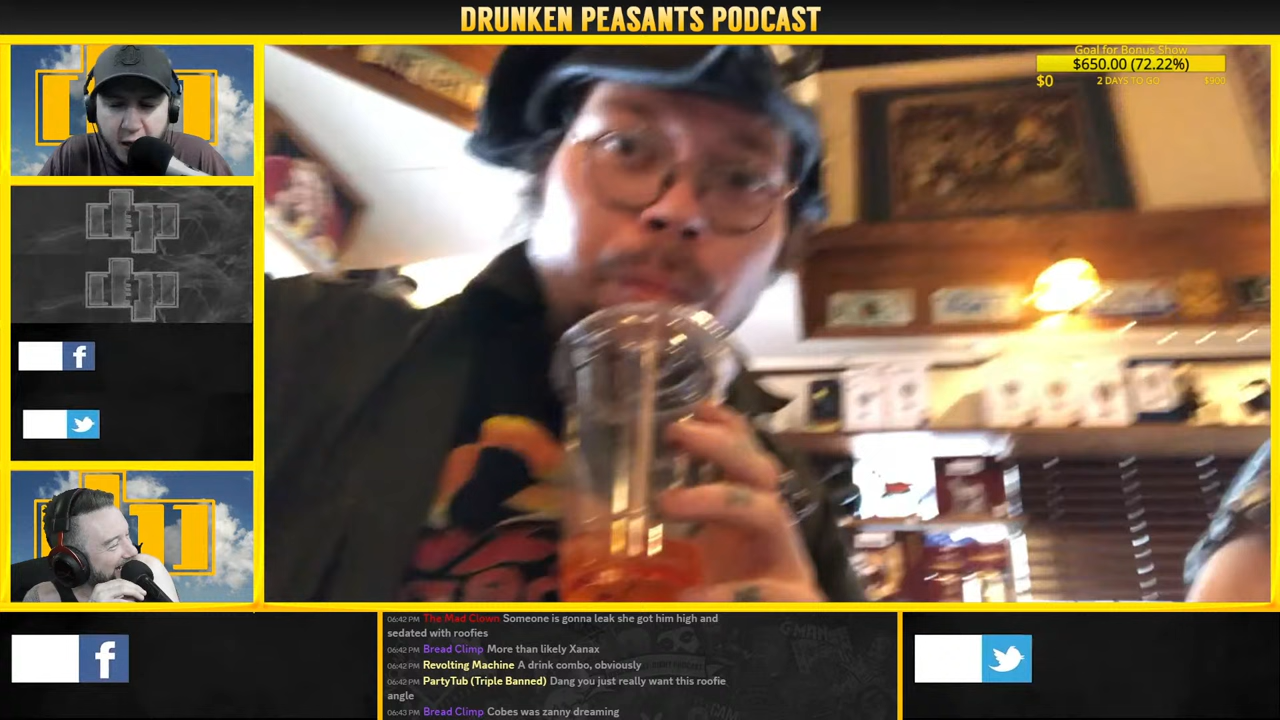 DRUNKEN PEASANTS PODCAST
Goal for Bonus Show
$650.00 (72.22%)
$0 2 DAYS TO GO $900
06:42 PM The Mad Clown Someone is gonna leak she got him high and
sedated with roofies
06:42 PM Bread Climp More than likely Xanax
06:42 PM Revolting Machine A drink combo, obviously
06:42 PM PartyTub (Triple Banned) Dang you just really want this roofie
angle
06:43 PM Bread Climp Cobes was zanny dreaming